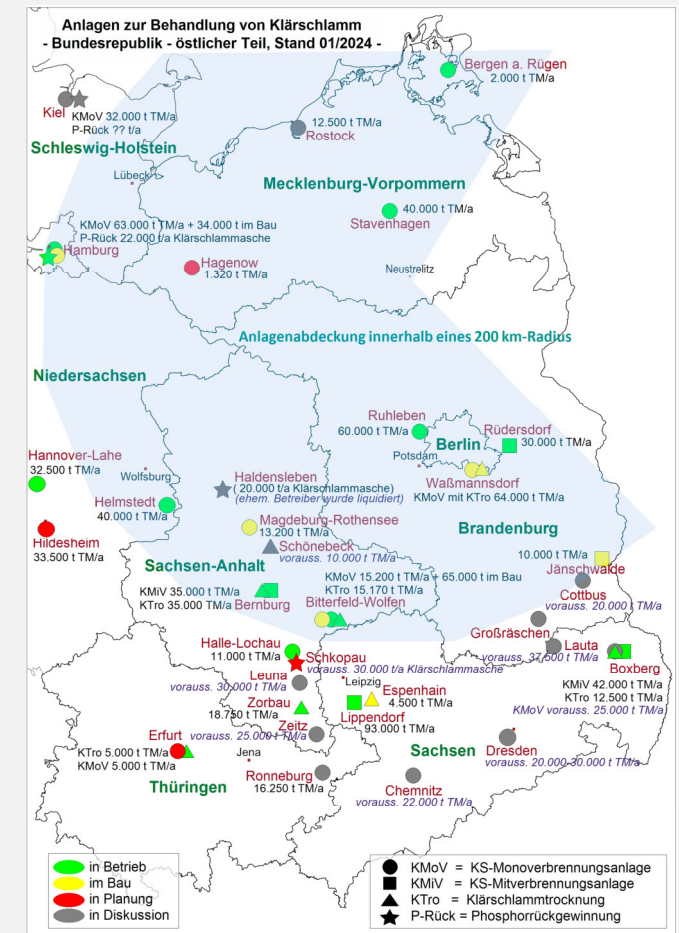 Anlagen zur Behandlung von Klärschlamm
- Bundesrepublik - östlicher Teil, Stand 01/2024 -
Bergen a. Rügen
2.000 t TM/a
Kiel
KMoV 32.000 t TM/a
P-Rück ?? t/a
12.500 t TM/a
Rostock
Schleswig-Holstein
Lübeck
Mecklenburg-Vorpommern
40.000 t TM/a
Stavenhagen
KMoV 63.000 t TM/a + 34.000 t im Bau
P-Rück 22.000 t/a Klärschlammasche
Hamburg
Hagenow
1.320 t TM/a
Neustrelitz
Anlagenabdeckung innerhalb eines 200 km-Radius
Niedersachsen
Ruhleben
60.000 t TM/a
Berlin
Rüdersdorf
30.000 t TM/a
Potsdam
Waßmannsdorf
KMoV mit KTro 64.000 t TM/a
Hannover-Lahe
32.500 t TM/a
Wolfsburg
Haldensleben
( 20.000 t/a Klärschlammasche)
(ehem. Betreiber wurde liquidiert)
Helmstedt
40.000 t TM/a
Hildesheim
33.500 t TM/a
Magdeburg-Rothensee
13.200 t TM/a
Schönebeck
vorauss. 10.000 t TM/a
Brandenburg
10.000 t TM/a
Jänschwalde
Cottbus
vorauss. 20.000 t TM/a
Sachsen-Anhalt
KMiV 35.000 t TM/a
KTro 35.000 TM/a
Bernburg
KMoV 15.200 t TM/a + 65.000 t im Bau
KTro 15.170 t TM/a
Bitterfeld-Wolfen
Großräschen
Lauta
vorauss. 37.500 t TM/a
Boxberg
KMiV 42.000 t TM/a
KTro 12.500 t TM/a
KMoV vorauss. 25.000 t TM/a
Halle-Lochau
11.000 t TM/a
Schkopau
vorauss. 30.000 t/a Klärschlammasche
Leuna
vorauss. 30.000 t TM/a
Leipzig
Zorbau
18.750 t TM/a
Espenhain
4.500 t TM/a
Lippendorf
93.000 t TM/a
Zeitz
vorauss. 25.000 t TM/a
Erfurt
KTro 5.000 t TM/a
KMoV 5.000 t TM/a
Jena
Thüringen
Ronneburg
16.250 t TM/a
Sachsen
Dresden
vorauss. 20.000-30.000 t TM/a
Chemnitz
vorauss. 22.000 t TM/a
in Betrieb
im Bau
in Planung
in Diskussion
KMoV = KS-Monoverbrennungsanlage
KMiV = KS-Mitverbrennungsanlage
KTro = Klärschlammtrocknung
P-Rück = Phosphorrückgewinnung